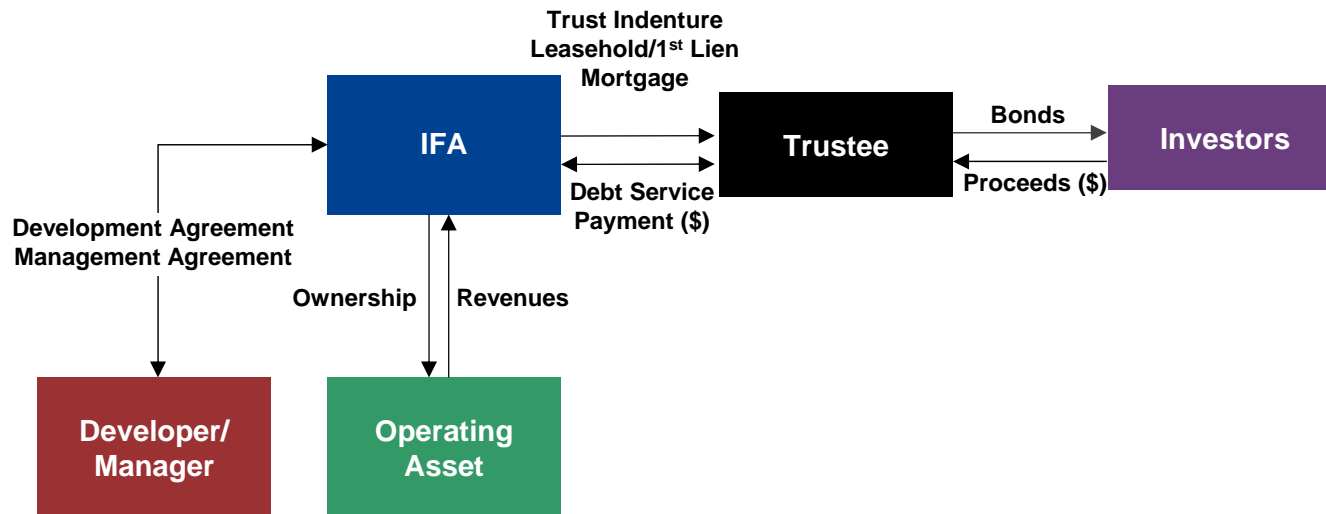 Trust Indenture
Leasehold/1st Lien
Mortgage
IFA
Trustee
Bonds
Investors
Proceeds ($)
Debt Service
Payment ($)
Development Agreement
Management Agreement
Ownership
Revenues
Developer/
Manager
Operating
Asset